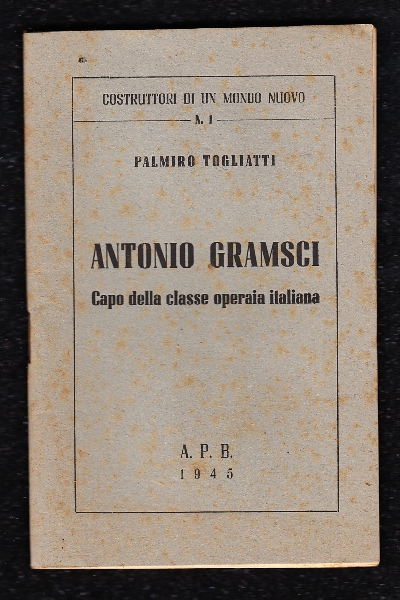 COSTRUTTORI DI UN MONDO NUOVO
N. 1
PALMIRO TOGLIATTI
ANTONIO GRAMSCI
Capo della classe operaia italiana
A. P. B.
1945